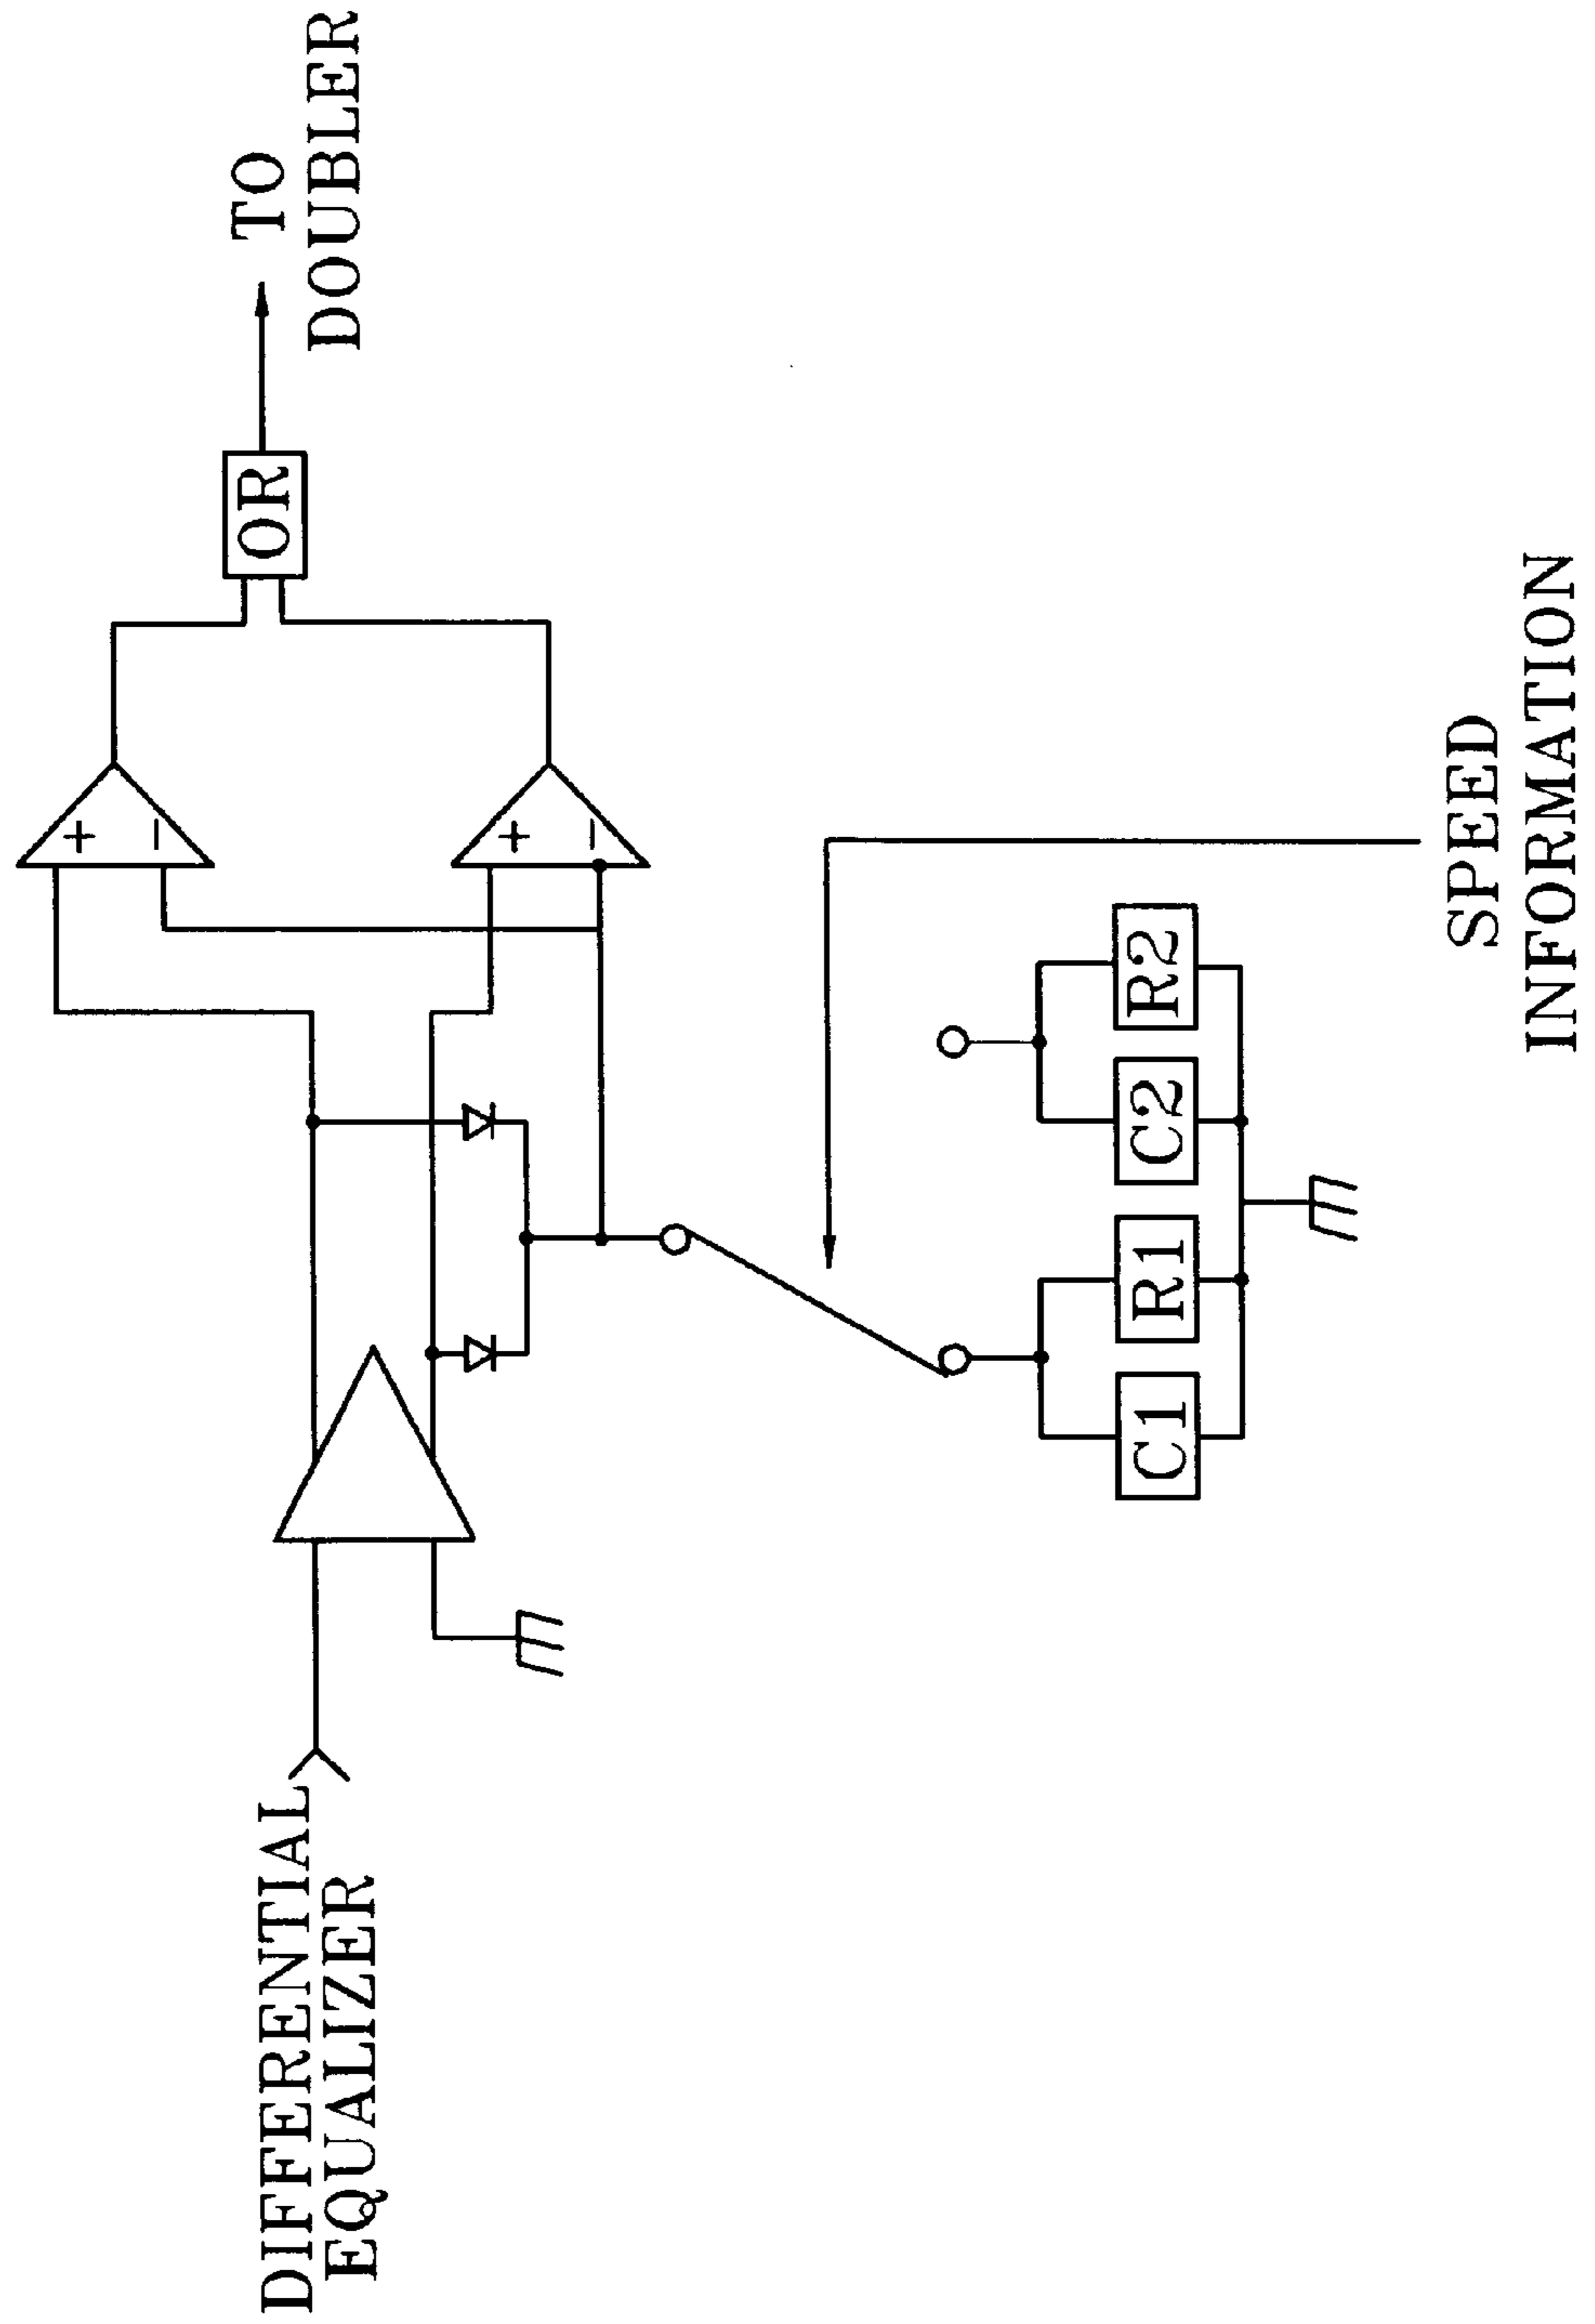 DIFFERENTIAL
EQUALIZER
+
−
+
−
OR
TO
DOUBLER
C1
R1
C2
R2
SPEED
INFORMATION